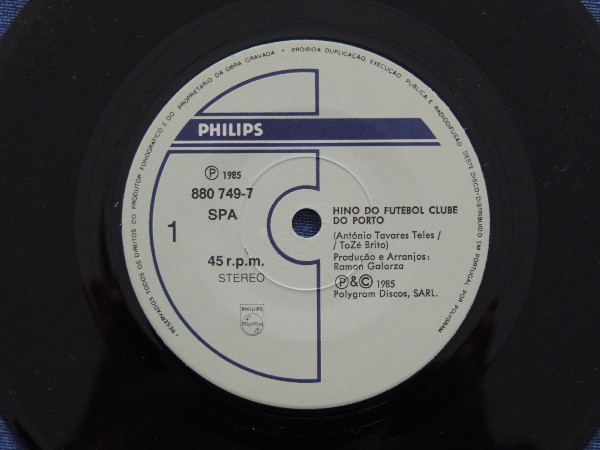 • RESERVADOS TODOS OS DIREITOS DO PRODUTOR FONOGRÁFICO E DO PROPRIETÁRIO DA OBRA GRAVADA • PROIBIDA DUPLICAÇÃO, EXECUÇÃO PÚBLICA E RADIODIFUSÃO DESTE DISCO • DISTRIBUIDO EM PORTUGAL POR POLYGRAM
PHILIPS
Ⓟ 1985
880 749-7
SPA
1
45 r.p.m.
STEREO
PHILIPS
HINO DO FUTEBOL CLUBE
DO PORTO
(António Tavares Teles /
/ ToZé Brito)
Produção e Arranjos:
Ramon Galarza
Ⓟ&© 1985
Polygram Discos, SARL.